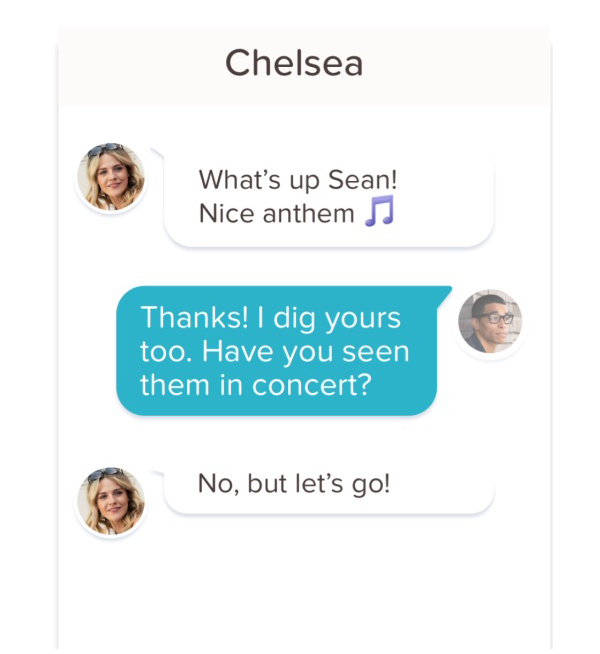 Chelsea
What’s up Sean!
Nice anthem 🎵
Thanks! I dig yours
too. Have you seen
them in concert?
No, but let’s go!